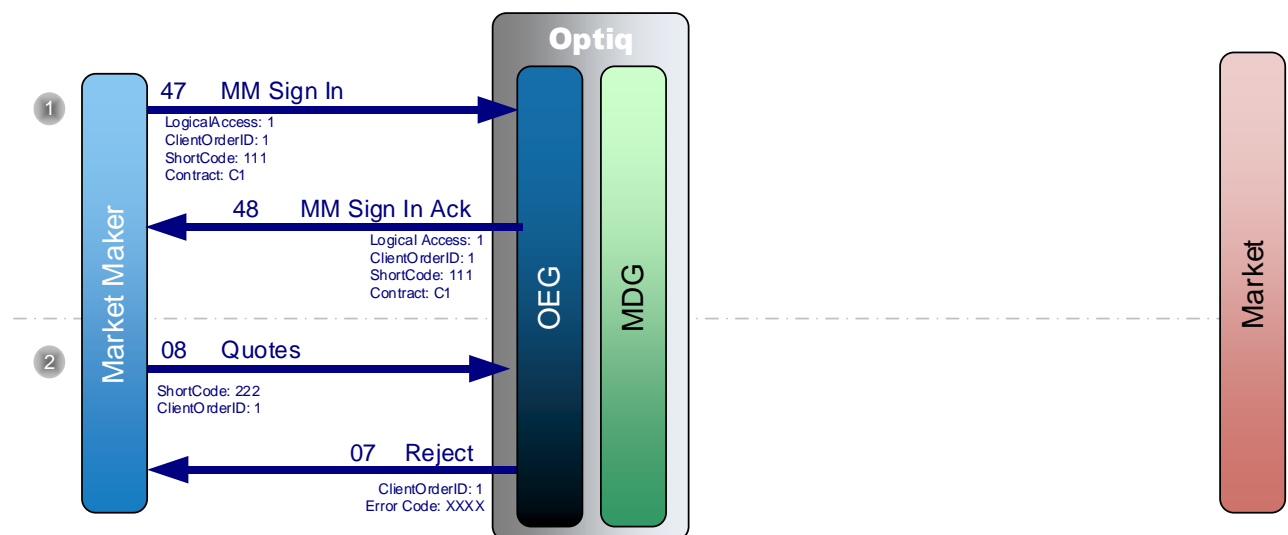 Optiq
1
47 MM Sign In
LogicalAccess: 1
ClientOrderID: 1
ShortCode: 111
Contract: C1
48 MM Sign In Ack
Logical Access: 1
ClientOrderID: 1
ShortCode: 111
Contract: C1
Market Maker
OEG
MDG
Market
2
08 Quotes
ShortCode: 222
ClientOrderID: 1
07 Reject
ClientOrderID: 1
Error Code: XXXX